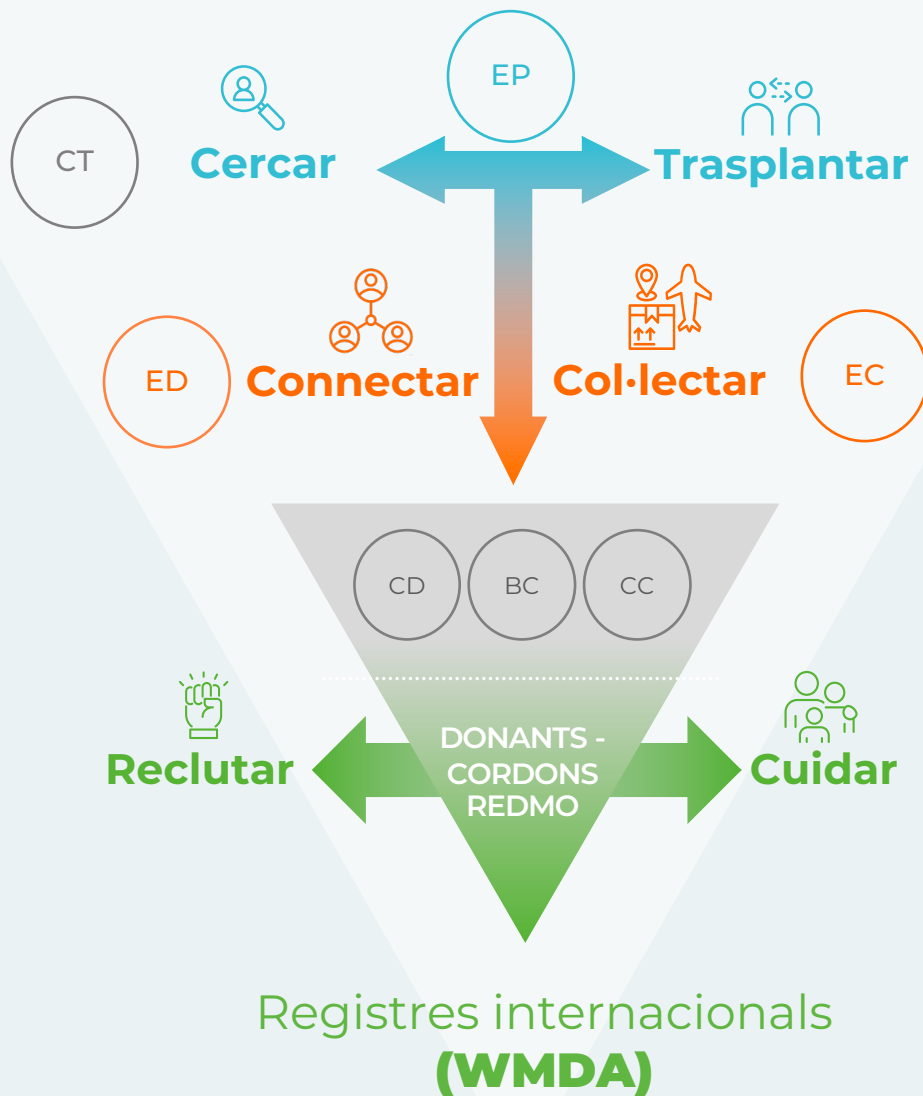 EP
CT
Cercar
Trasplantar
ED
Connectar
Col·lectar
EC
CD
BC
CC
DONANTS -
CORDONS
REDMO
Reclutar
Cuidar
Registres internacionals
(WMDA)